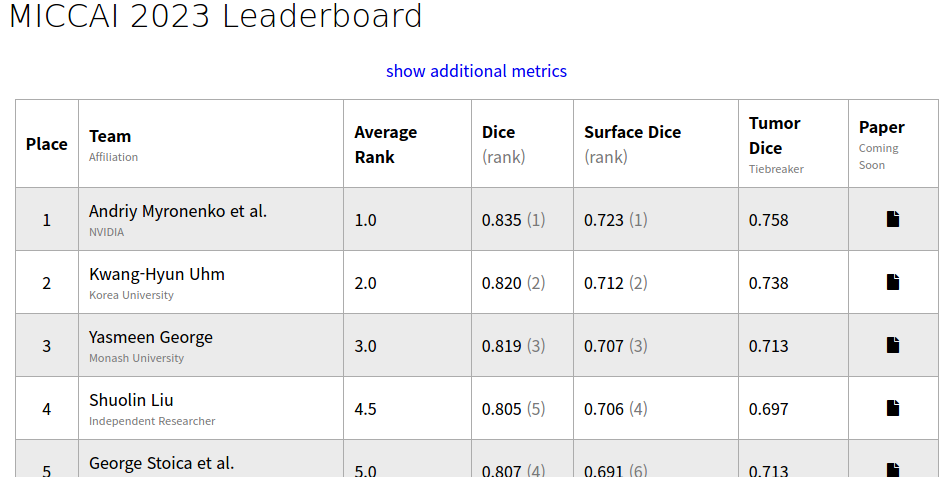 MICCAI 2023 Leaderboard
show additional metrics
Place Team Affiliation Average Rank Dice (rank) Surface Dice (rank) Tumor Dice Tiebreaker Paper Coming Soon
1 Andriy Myronenko et al. NVIDIA 1.0 0.835 (1) 0.723 (1) 0.758
2 Kwang-Hyun Uhm Korea University 2.0 0.820 (2) 0.712 (2) 0.738
3 Yasmeen George Monash University 3.0 0.819 (3) 0.707 (3) 0.713
4 Shuolin Liu Independent Researcher 4.5 0.805 (5) 0.706 (4) 0.697
5 George Stoica et al. 5.0 0.807 (4) 0.691 (6) 0.713